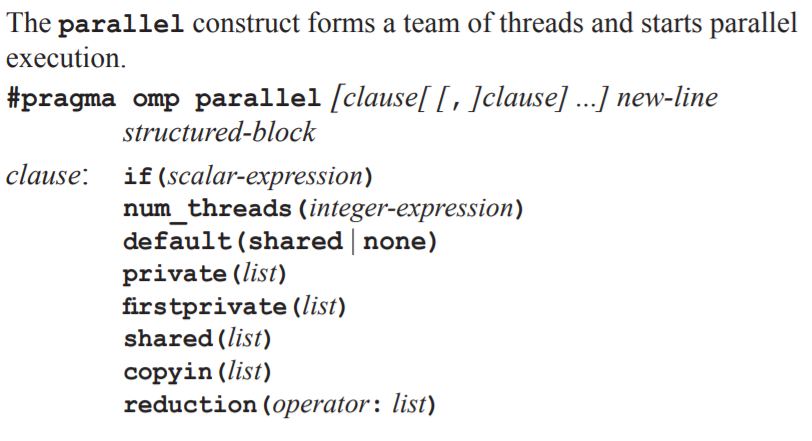 The parallel construct forms a team of threads and starts parallel
execution.
#pragma omp parallel [clause[ [, ]clause] ...] new-line
structured-block
clause: if(scalar-expression)
num_threads(integer-expression)
default(shared|none)
private(list)
firstprivate(list)
shared(list)
copyin(list)
reduction(operator: list)